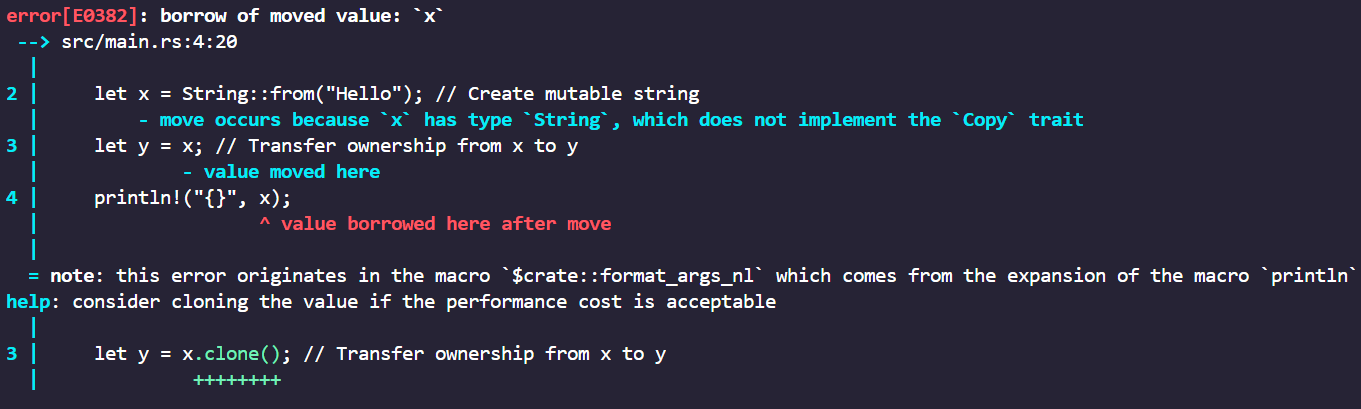 error[E0382]: borrow of moved value: `x`
 --> src/main.rs:4:20
  |
2 |     let x = String::from("Hello"); // Create mutable string
  |         - move occurs because `x` has type `String`, which does not implement the `Copy` trait
3 |     let y = x; // Transfer ownership from x to y
  |             - value moved here
4 |     println!("{}", x);
  |                    ^ value borrowed here after move
  |
  = note: this error originates in the macro `$crate::format_args_nl` which comes from the expansion of the macro `println`
help: consider cloning the value if the performance cost is acceptable
  |
3 |     let y = x.clone(); // Transfer ownership from x to y
  |              ++++++++